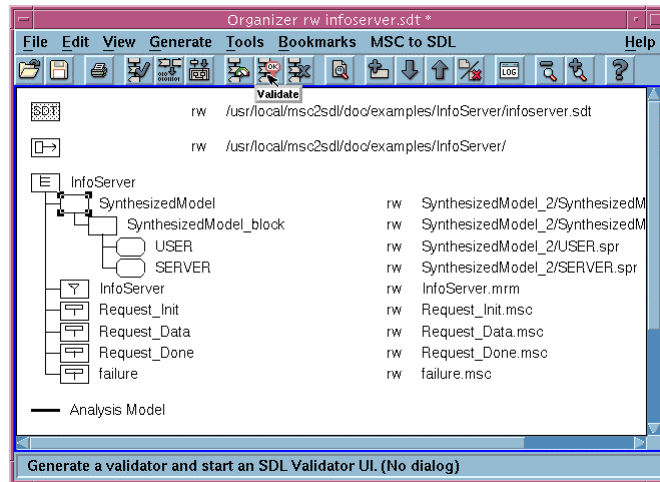 Organizer rw infoserver.sdt *
File Edit View Generate Tools Bookmarks MSC to SDL Help
OK LOG ?
Validate
SDT rw /usr/local/msc2sdl/doc/examples/InfoServer/infoserver.sdt
rw /usr/local/msc2sdl/doc/examples/InfoServer/
InfoServer
SynthesizedModel rw SynthesizedModel_2/SynthesizedM
SynthesizedModel_block rw SynthesizedModel_2/SynthesizedM
USER rw SynthesizedModel_2/USER.spr
SERVER rw SynthesizedModel_2/SERVER.spr
InfoServer rw InfoServer.mrm
Request_Init rw Request_Init.msc
Request_Data rw Request_Data.msc
Request_Done rw Request_Done.msc
failure rw failure.msc
Analysis Model
Generate a validator and start an SDL Validator UI. (No dialog)